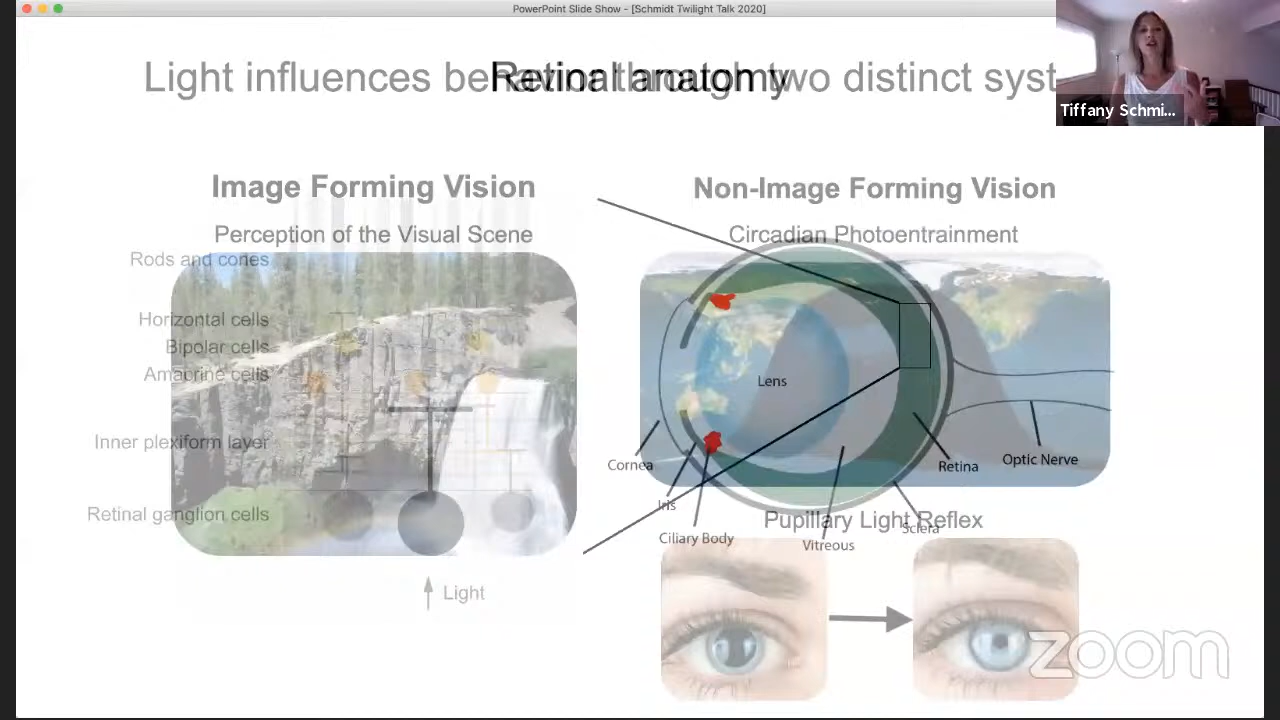 PowerPoint Slide Show - [Schmidt Twilight Talk 2020]
Light influences behavior through two distinct syst
Retinal anatomy
Tiffany Schmi...
Image Forming Vision
Non-Image Forming Vision
Perception of the Visual Scene
Circadian Photoentrainment
Rods and cones
Horizontal cells
Bipolar cells
Amacrine cells
Inner plexiform layer
Retinal ganglion cells
Light
Lens
Cornea
Iris
Ciliary Body
Vitreous
Sclera
Retina
Optic Nerve
Pupillary Light Reflex
zoom